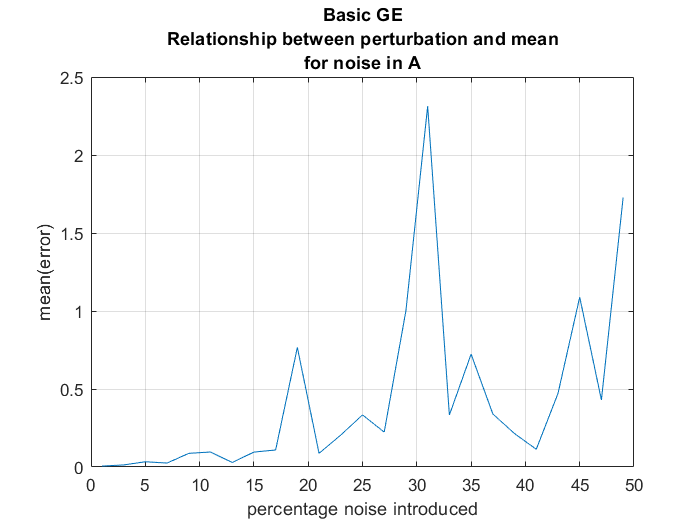 Basic GE
Relationship between perturbation and mean
for noise in A
2.5
2
1.5
1
0.5
0
mean(error)
0 5 10 15 20 25 30 35 40 45 50
percentage noise introduced